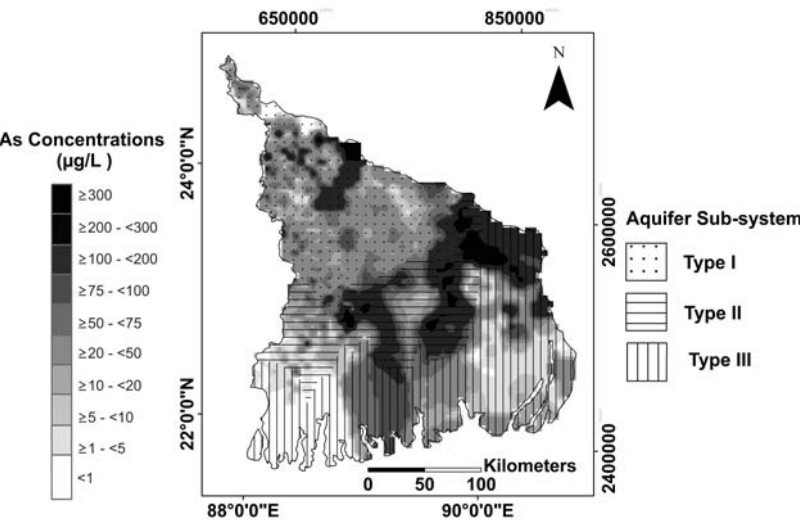 650000 850000
N
As Concentrations
(µg/L )
≥300
≥200 - <300
≥100 - <200
≥75 - <100
≥50 - <75
≥20 - <50
≥10 - <20
≥5 - <10
≥1 - <5
<1
24°0'0"N
22°0'0"N
2600000
2400000
Aquifer Sub-system
Type I
Type II
Type III
Kilometers
0 50 100
88°0'0"E 90°0'0"E